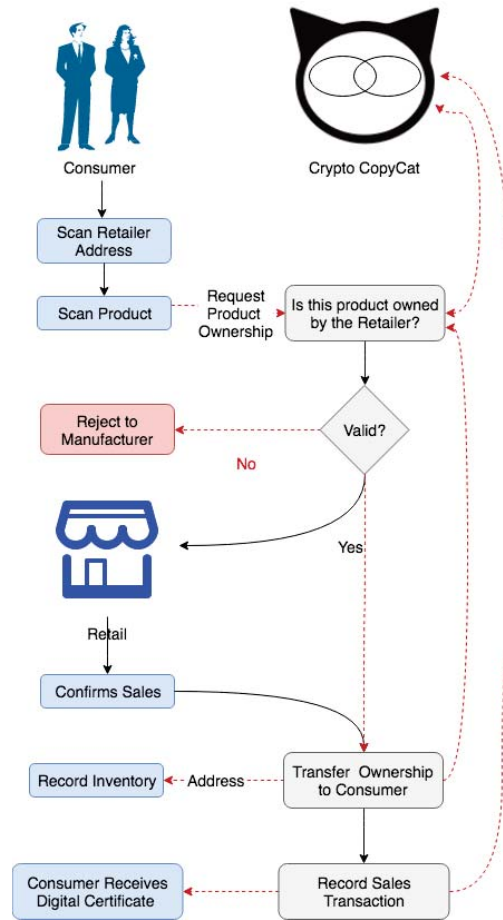 Consumer
Crypto CopyCat
Scan Retailer
Address
Scan Product
Request
Product
Ownership
Is this product owned
by the Retailer?
Reject to
Manufacturer
Valid?
No
Yes
Retail
Confirms Sales
Record Inventory
Address
Transfer Ownership
to Consumer
Consumer Receives
Digital Certificate
Record Sales
Transaction